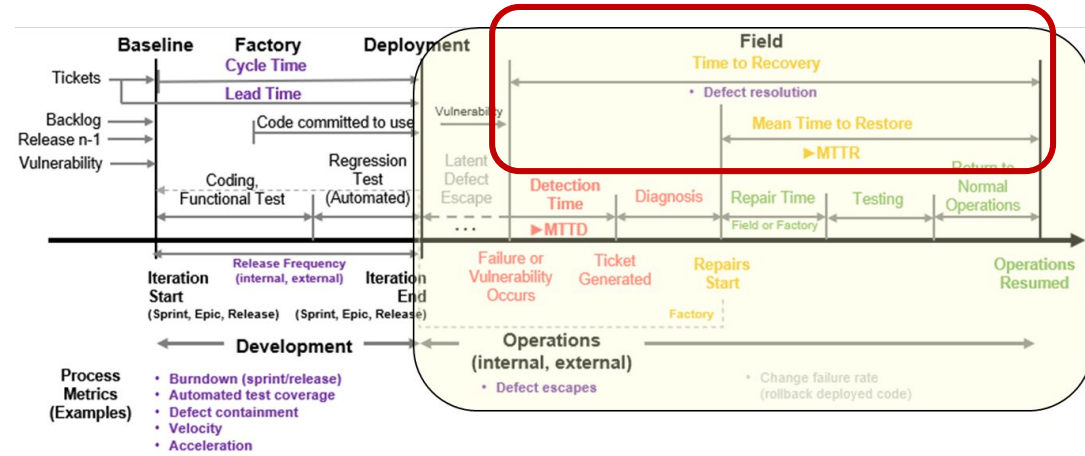 Baseline
Factory
Deployment
Field
Cycle Time
Time to Recovery
Tickets
Lead Time
• Defect resolution
Vulnerability
Backlog
Code committed to use
Mean Time to Restore
Release n-1
►MTTR
Vulnerability
Regression
Test
(Automated)
Latent
Defect
Escape
Return to
Normal
Operations
Coding,
Functional Test
Detection
Time
Diagnosis
Repair Time
Testing
Field or Factory
...
►MTTD
Release Frequency
(internal, external)
Failure or
Vulnerability
Occurs
Ticket
Generated
Repairs
Start
Operations
Resumed
Iteration
Start
(Sprint, Epic, Release)
Iteration
End
(Sprint, Epic, Release)
Factory
Development
Operations
(internal, external)
Process
Metrics
(Examples)
• Burndown (sprint/release)
• Automated test coverage
• Defect containment
• Velocity
• Acceleration
• Defect escapes
• Change failure rate
(rollback deployed code)